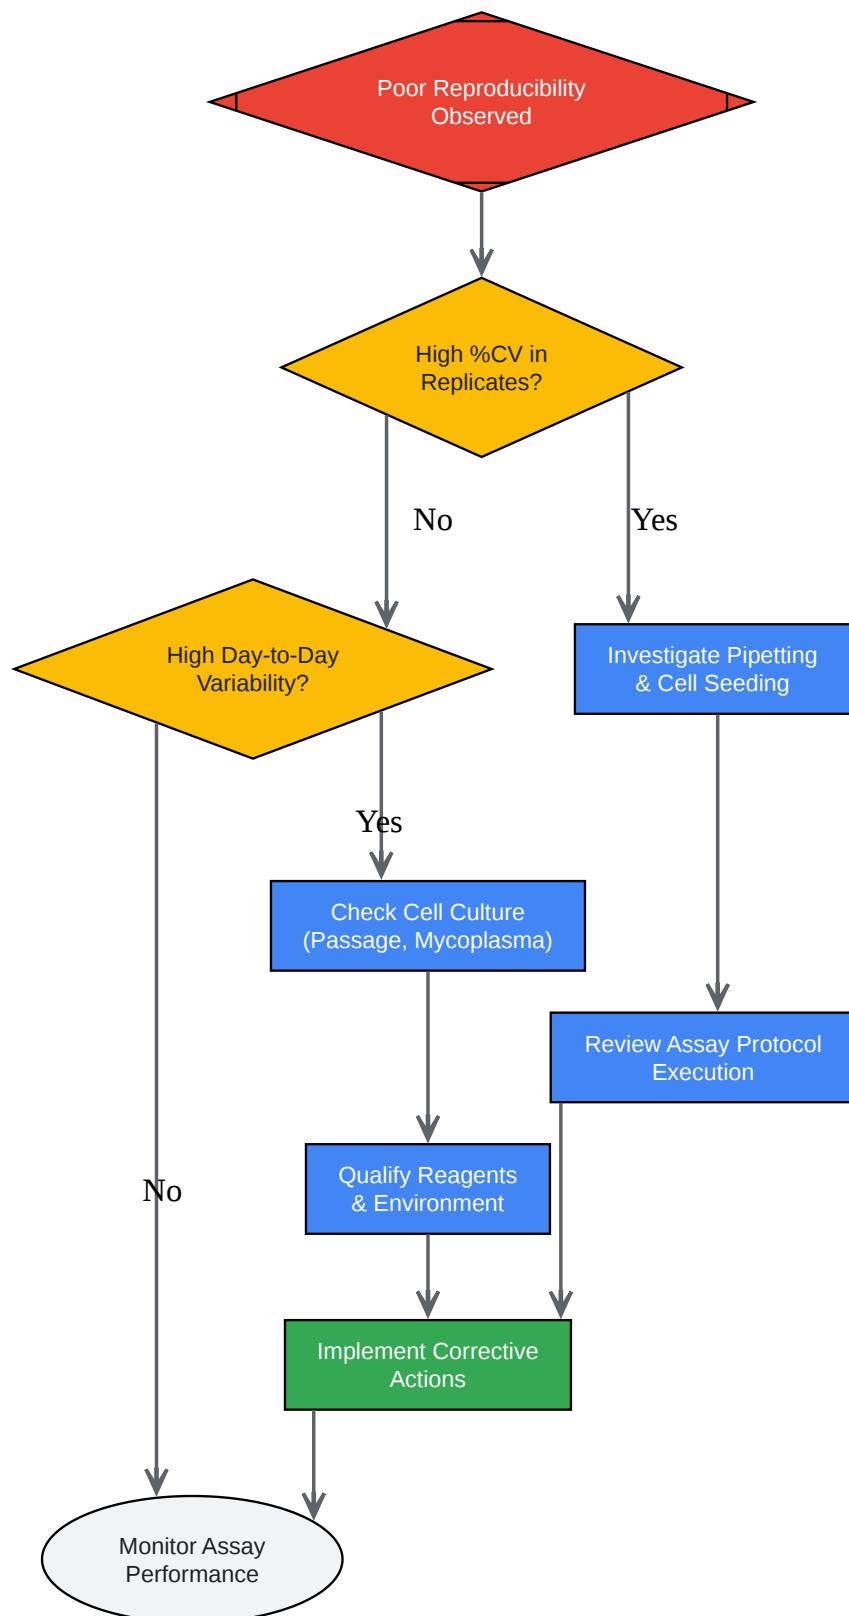 Poor Reproducibility
Observed
High %CV in
Replicates?
No
Yes
High Day-to-Day
Variability?
Investigate Pipetting
& Cell Seeding
Yes
Check Cell Culture
(Passage, Mycoplasma)
Review Assay Protocol
Execution
Qualify Reagents
& Environment
No
Implement Corrective
Actions
Monitor Assay
Performance